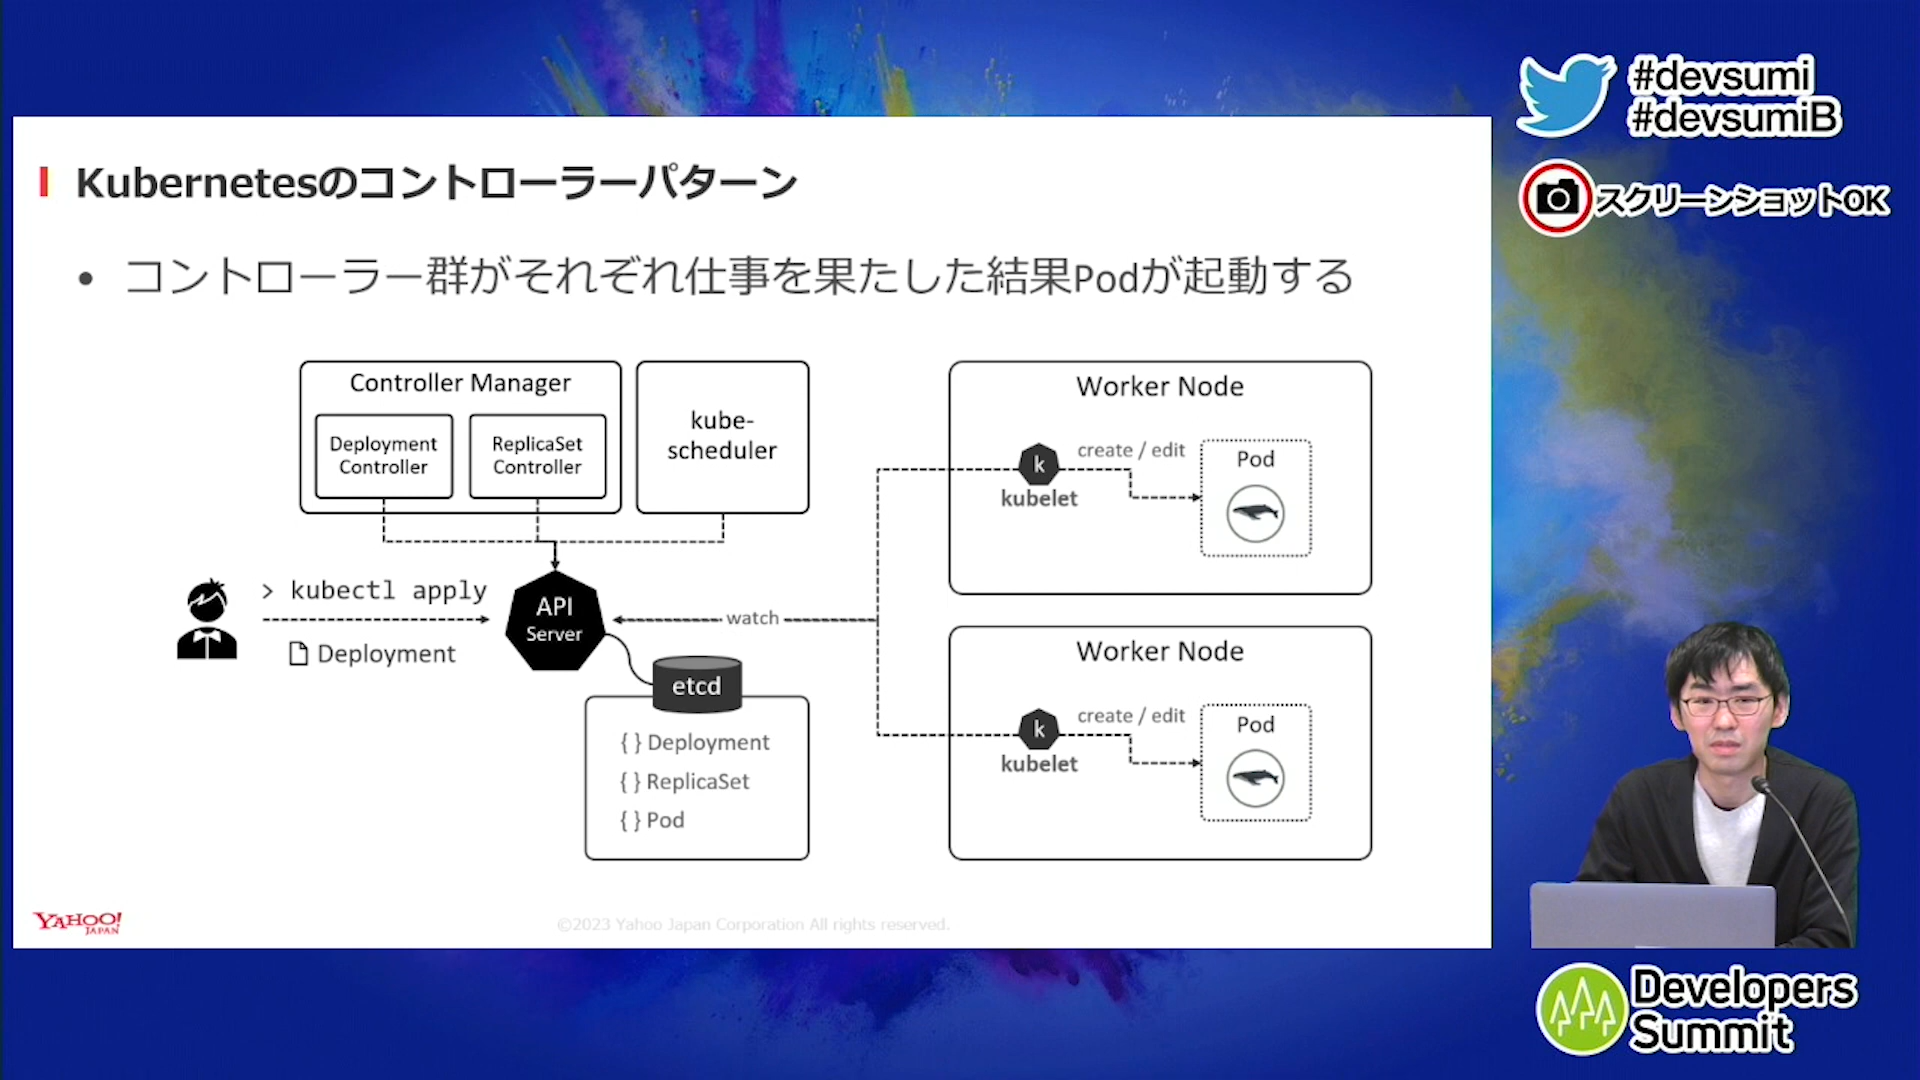 #devsumi
#devsumiB
スクリーンショットOK
Kubernetesのコントローラーパターン
• コントローラー群がそれぞれ仕事を果たした結果Podが起動する
Controller Manager
Deployment
Controller
ReplicaSet
Controller
kube-
scheduler
> kubectl apply
Deployment
API
Server
watch
etcd
{ } Deployment
{ } ReplicaSet
{ } Pod
Worker Node
k
kubelet
create / edit
Pod
Worker Node
k
kubelet
create / edit
Pod
YAHOO!
JAPAN
©2023 Yahoo Japan Corporation All rights reserved.
Developers
Summit